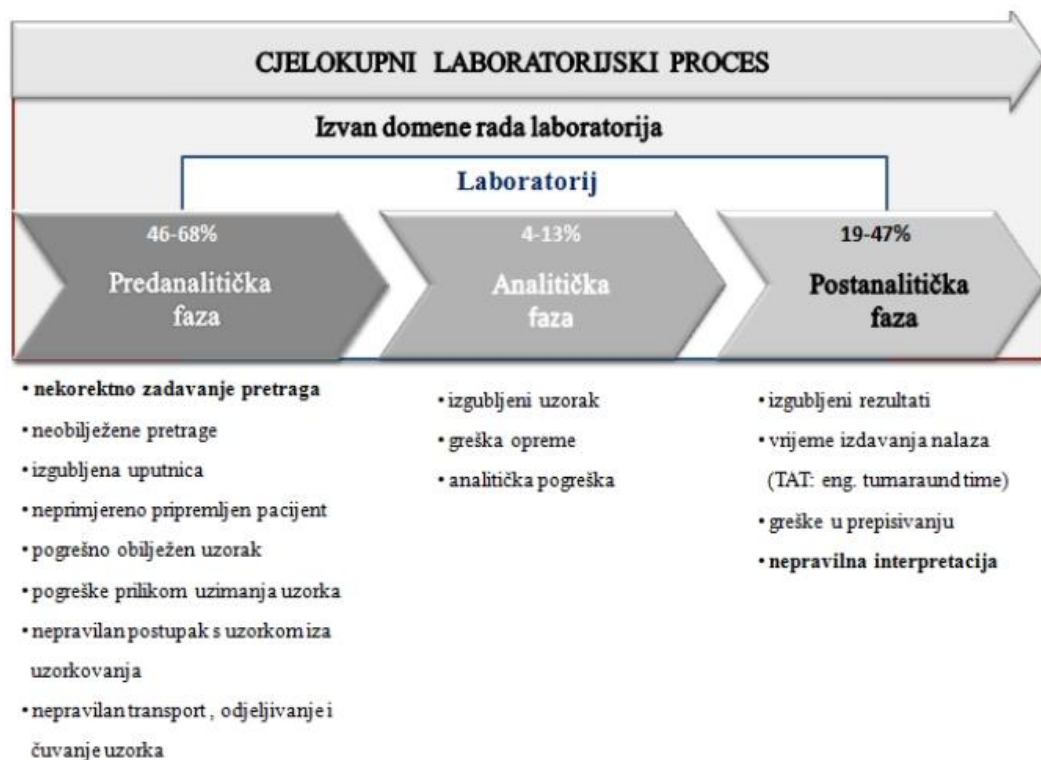 CJELOKUPNI LABORATORIJSKI PROCES
Izvan domene rada laboratorija
Laboratorij
46-68%
Predanalitička
faza
4-13%
Analitička
faza
19-47%
Postanalitička
faza
• nekorektno zadavanje pretraga
• neobilježene pretrage
• izgubljena uputnica
• neprimjereno pripremljen pacijent
• pogrešno obilježen uzorak
• pogreške prilikom uzimanja uzorka
• nepravilan postupak s uzorkom iza
uzorkovanja
• nepravilan transport , odjeljivanje i
čuvanje uzorka
• izgubljeni uzorak
• greška opreme
• analitička pogreška
• izgubljeni rezultati
• vrijeme izdavanja nalaza
(TAT: eng. turnaround time)
• greške u prepisivanju
• nepravilna interpretacija